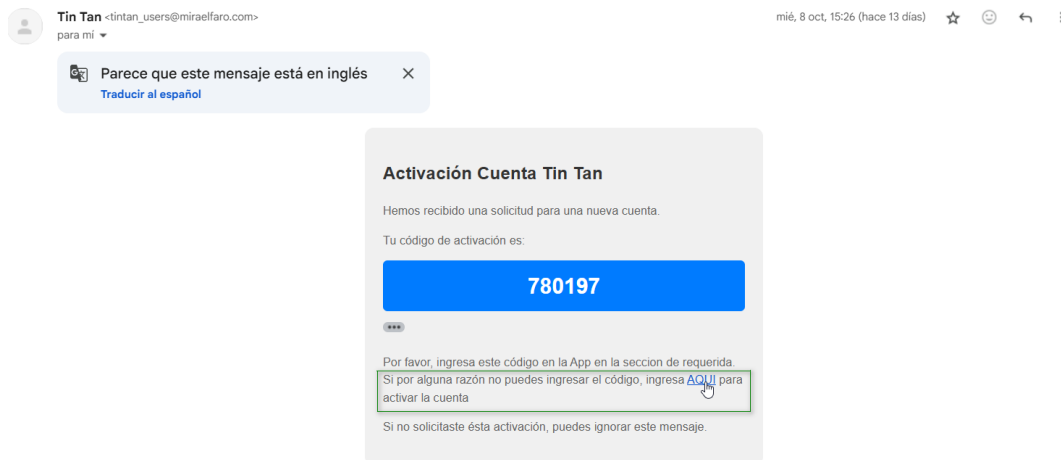 Tin Tan <tintan_users@miraelfaro.com>
mié, 8 oct, 15:26 (hace 13 días)
para mí
Parece que este mensaje está en inglés
Traducir al español
Activación Cuenta Tin Tan
Hemos recibido una solicitud para una nueva cuenta.
Tu código de activación es:
780197
Por favor, ingresa este código en la App en la seccion de requerida.
Si por alguna razón no puedes ingresar el código, ingresa AQUI para
activar la cuenta
Si no solicitaste ésta activación, puedes ignorar este mensaje.